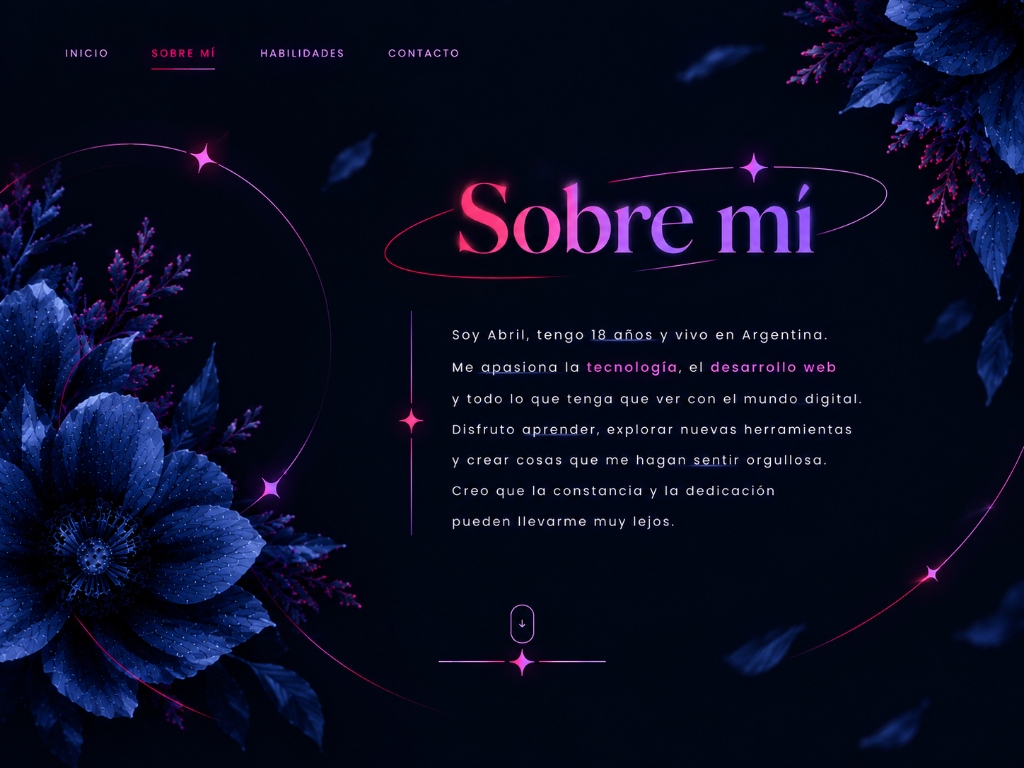 INICIO SOBRE MÍ HABILIDADES CONTACTO
Sobre mí
Soy Abril, tengo 18 años y vivo en Argentina.
Me apasiona la tecnología, el desarrollo web
y todo lo que tenga que ver con el mundo digital.
Disfruto aprender, explorar nuevas herramientas
y crear cosas que me hagan sentir orgullosa.
Creo que la constancia y la dedicación
pueden llevarme muy lejos.